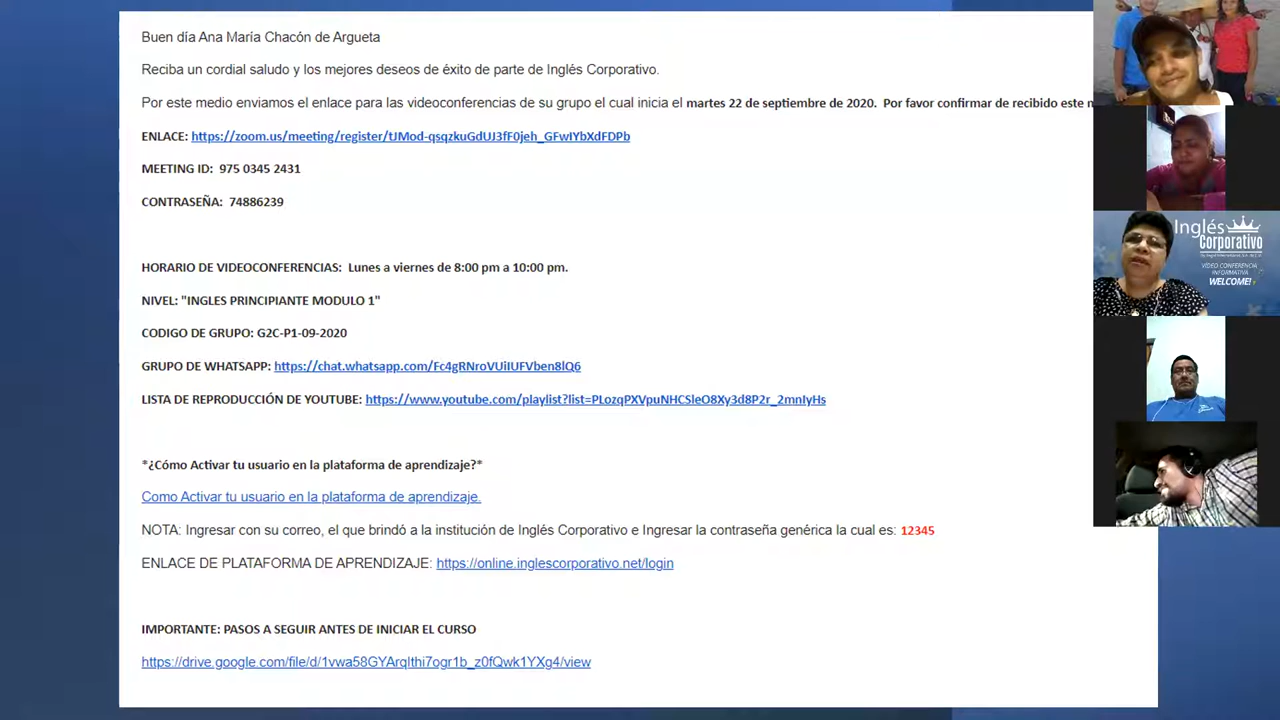 Buen día Ana María Chacón de Argueta
Reciba un cordial saludo y los mejores deseos de éxito de parte de Inglés Corporativo.
Por este medio enviamos el enlace para las videoconferencias de su grupo el cual inicia el martes 22 de septiembre de 2020. Por favor confirmar de recibido este
ENLACE: https://zoom.us/meeting/register/tJMod-qsqzkuGdUJ3fF0jeh_GFwIYbXdFDPb
MEETING ID: 975 0345 2431
CONTRASEÑA: 74886239
HORARIO DE VIDEOCONFERENCIAS: Lunes a viernes de 8:00 pm a 10:00 pm.
NIVEL: "INGLES PRINCIPIANTE MODULO 1"
CODIGO DE GRUPO: G2C-P1-09-2020
GRUPO DE WHATSAPP: https://chat.whatsapp.com/Fc4gRNroVUiIUFVben8lQ6
LISTA DE REPRODUCCIÓN DE YOUTUBE: https://www.youtube.com/playlist?list=PLozqPXVpuNHCSleO8Xy3d8P2r_2mnIyHs
*¿Cómo Activar tu usuario en la plataforma de aprendizaje?*
Como Activar tu usuario en la plataforma de aprendizaje.
NOTA: Ingresar con su correo, el que brindó a la institución de Inglés Corporativo e Ingresar la contraseña genérica la cual es: 12345
ENLACE DE PLATAFORMA DE APRENDIZAJE: https://online.inglescorporativo.net/login
IMPORTANTE: PASOS A SEGUIR ANTES DE INICIAR EL CURSO
https://drive.google.com/file/d/1vwa58GYArqIthi7ogr1b_z0fQwk1YXg4/view
Inglés
Corporativo
VIDEO CONFERENCIA
INFORMATIVA
WELCOME!